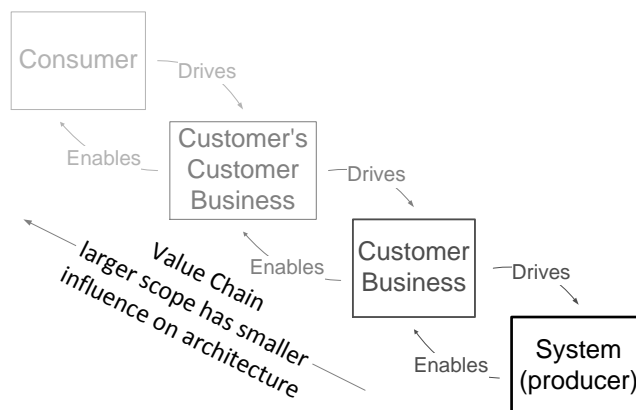 Consumer
Drives
Enables
Customer's
Customer
Business
Drives
Enables
Customer
Business
Drives
Enables
System
(producer)
Value Chain
larger scope has smaller
influence on architecture